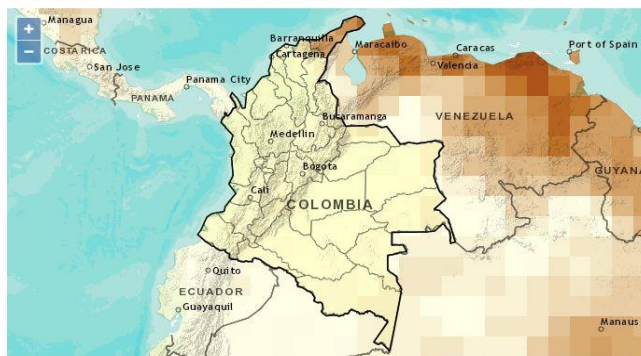 Managua
+
−
COSTA RICA
San Jose
PANAMA
Panama City
Barranquilla
Cartagena
Maracaibo
Caracas
Valencia
Port of Spain
VENEZUELA
GUYANA
Bucaramanga
Medellin
Bogota
Cali
COLOMBIA
Quito
ECUADOR
Guayaquil
Manaus